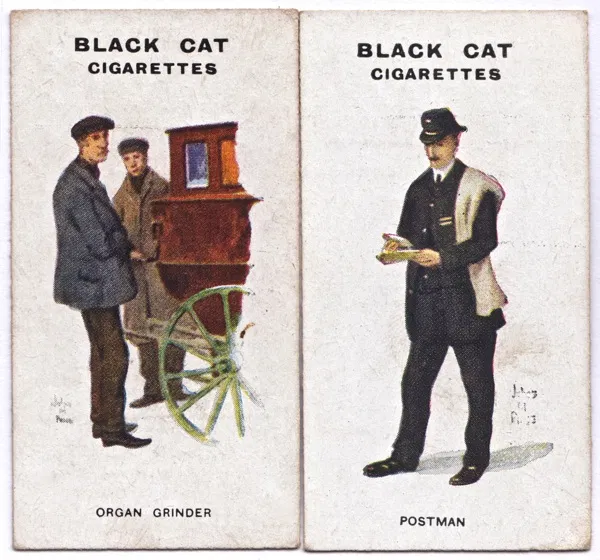 BLACK CAT
CIGARETTES
ORGAN GRINDER
BLACK CAT
CIGARETTES
POSTMAN